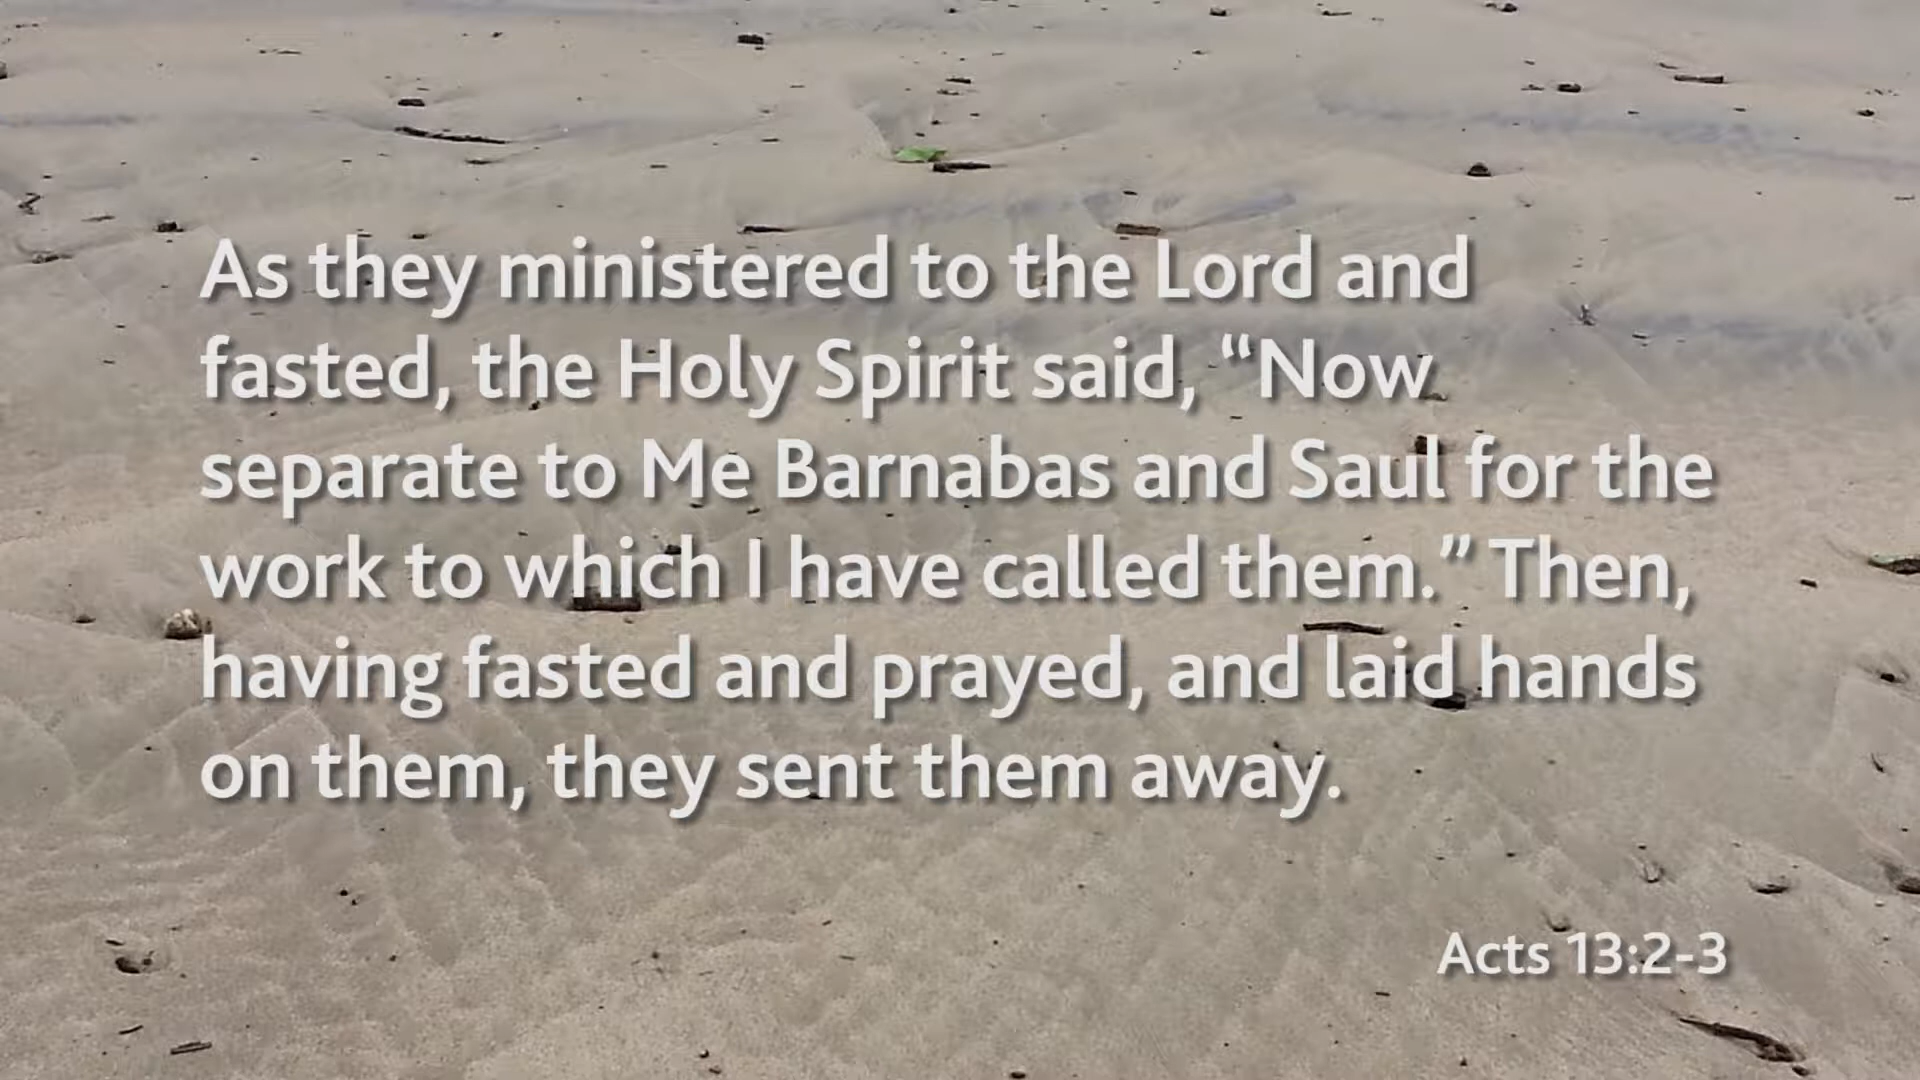 As they ministered to the Lord and
fasted, the Holy Spirit said, “Now
separate to Me Barnabas and Saul for the
work to which I have called them.” Then,
having fasted and prayed, and laid hands
on them, they sent them away.
Acts 13:2-3